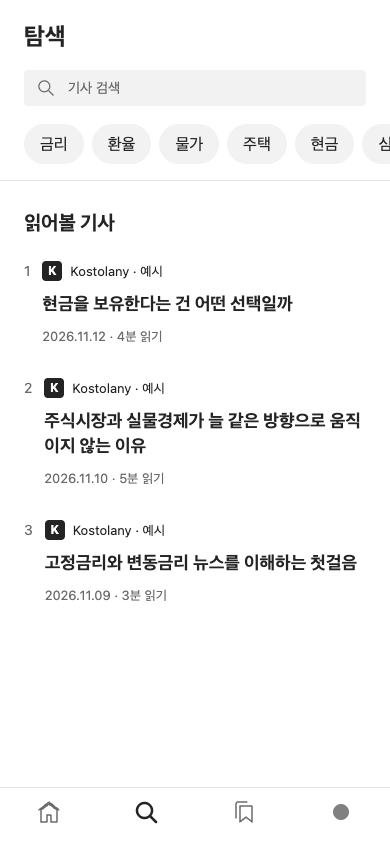 탐색
기사 검색
금리 환율 물가 주택 현금
읽어볼 기사
1 K Kostolany · 예시
현금을 보유한다는 건 어떤 선택일까
2026.11.12 · 4분 읽기
2 K Kostolany · 예시
주식시장과 실물경제가 늘 같은 방향으로 움직
이지 않는 이유
2026.11.10 · 5분 읽기
3 K Kostolany · 예시
고정금리와 변동금리 뉴스를 이해하는 첫걸음
2026.11.09 · 3분 읽기